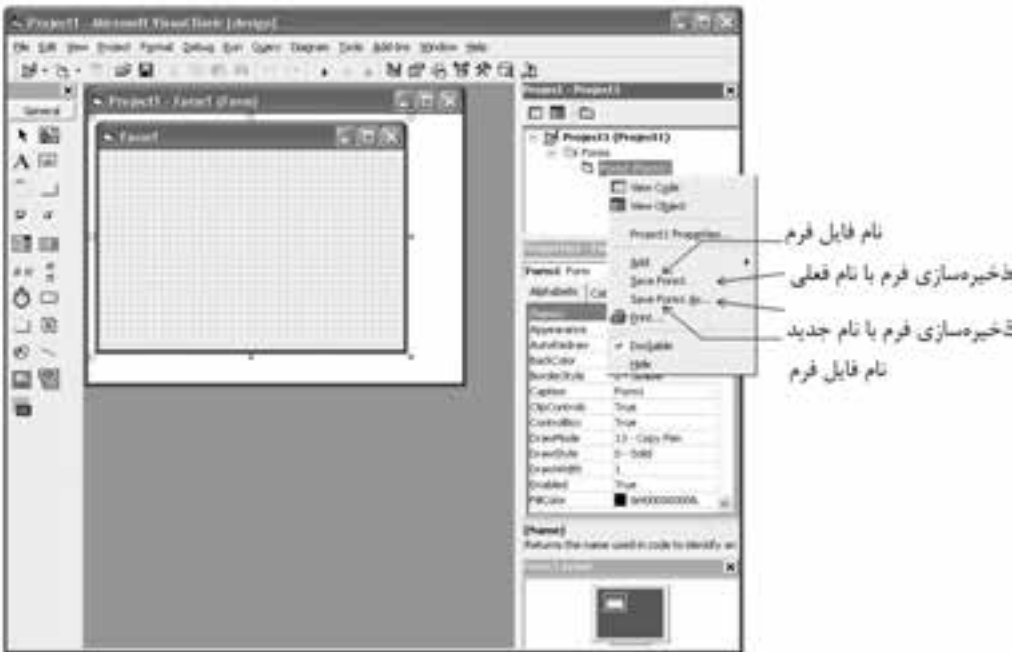 Project1 - Microsoft Visual Basic [design]
File Edit View Project Format Debug Run Query Diagram Tools Add-Ins Window Help
General
Project1 - Form1 (Form)
Form1
Project - Project1
Project1 (Project1)
Forms
Form1 (Form1)
View Code
View Object
Project1 Properties...
Add
Save Form1
Save Form1 As...
Print...
Dockable
Hide
Form1 Form
Alphabetic
Appearance
AutoRedraw
BackColor
BorderStyle
Caption Form1
ClipControls True
ControlBox True
DrawMode 13 - Copy Pen
DrawStyle 0 - Solid
DrawWidth 1
Enabled True
FillColor
(Name)
Returns the name used in code to identify an
نام فایل فرم
ذخیره‌سازی فرم با نام فعلی
ذخیره‌سازی فرم با نام جدید
نام فایل فرم